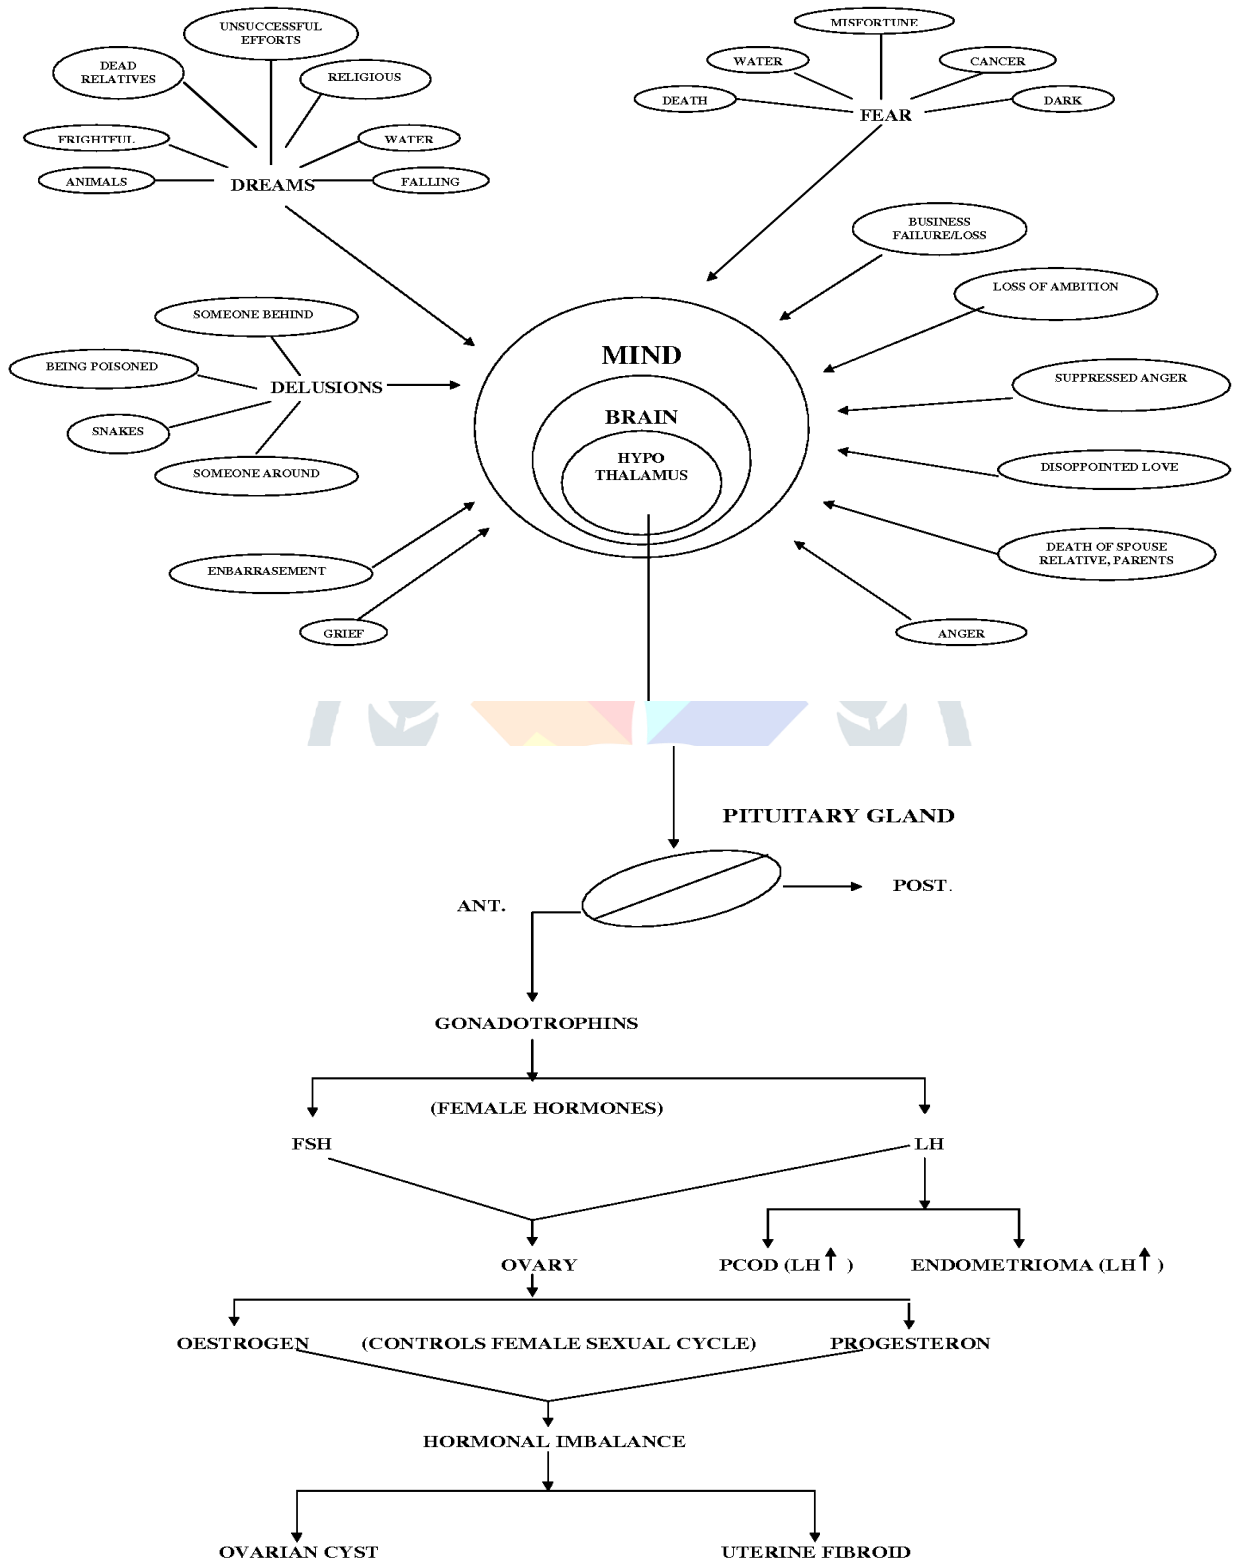 UNSUCCESSFUL
EFFORTS
DEAD
RELATIVES
RELIGIOUS
FRIGHTFUL
WATER
ANIMALS
DREAMS
FALLING
MISFORTUNE
WATER
CANCER
DEATH
FEAR
DARK
BUSINESS
FAILURE/LOSS
LOSS OF AMBITION
SOMEONE BEHIND
BEING POISONED
DELUSIONS
SNAKES
SOMEONE AROUND
MIND
BRAIN
HYPO
THALAMUS
SUPPRESSED ANGER
DISOPPOINTED LOVE
DEATH OF SPOUSE
RELATIVE, PARENTS
ENBARRASEMENT
GRIEF
ANGER
PITUITARY GLAND
ANT.
POST.
GONADOTROPHINS
(FEMALE HORMONES)
FSH
LH
OVARY
PCOD (LH↑ )
ENDOMETRIOMA (LH↑ )
OESTROGEN
(CONTROLS FEMALE SEXUAL CYCLE)
PROGESTERON
HORMONAL IMBALANCE
OVARIAN CYST
UTERINE FIBROID